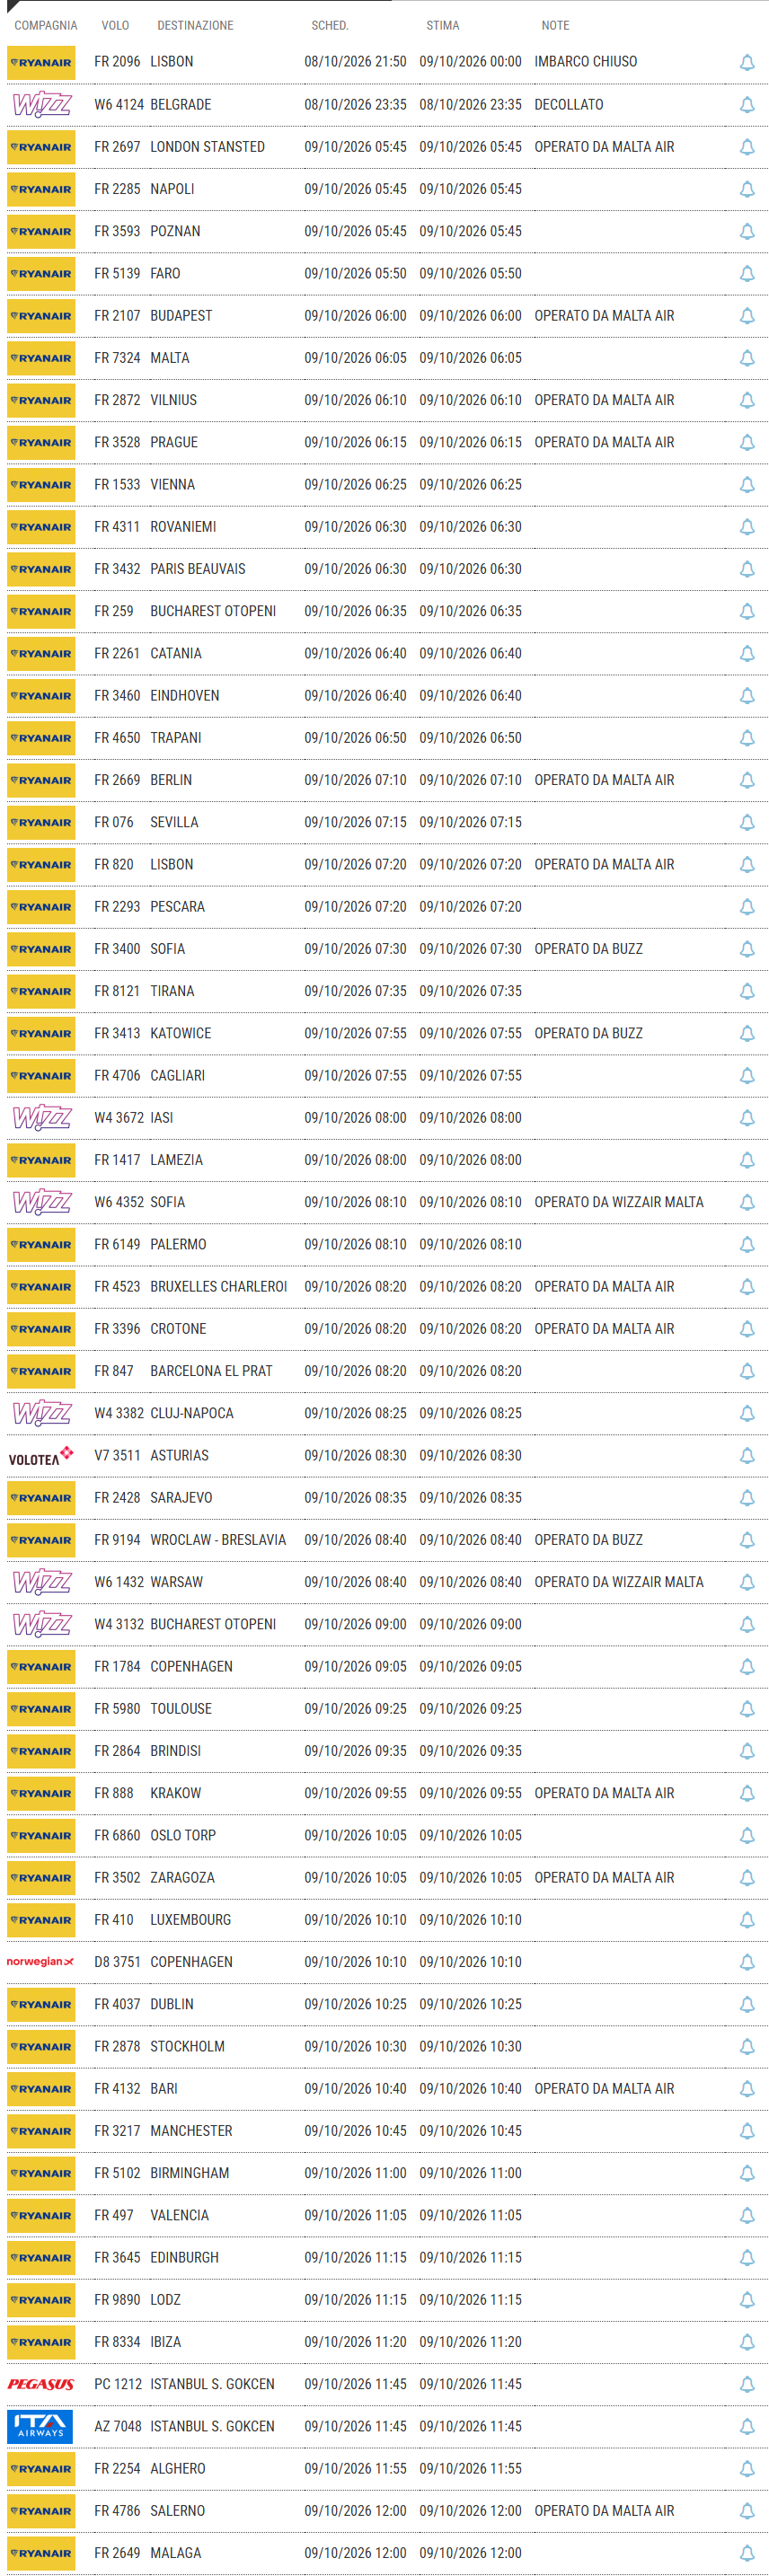 COMPAGNIA VOLO DESTINAZIONE SCHED. STIMA NOTE
RYANAIR FR 2096 LISBON 08/10/2026 21:50 09/10/2026 00:00 IMBARCO CHIUSO
WIZZ W6 4124 BELGRADE 08/10/2026 23:35 08/10/2026 23:35 DECOLLATO
RYANAIR FR 2697 LONDON STANSTED 09/10/2026 05:45 09/10/2026 05:45 OPERATO DA MALTA AIR
RYANAIR FR 2285 NAPOLI 09/10/2026 05:45 09/10/2026 05:45
RYANAIR FR 3593 POZNAN 09/10/2026 05:45 09/10/2026 05:45
RYANAIR FR 5139 FARO 09/10/2026 05:50 09/10/2026 05:50
RYANAIR FR 2107 BUDAPEST 09/10/2026 06:00 09/10/2026 06:00 OPERATO DA MALTA AIR
RYANAIR FR 7324 MALTA 09/10/2026 06:05 09/10/2026 06:05
RYANAIR FR 2872 VILNIUS 09/10/2026 06:10 09/10/2026 06:10 OPERATO DA MALTA AIR
RYANAIR FR 3528 PRAGUE 09/10/2026 06:15 09/10/2026 06:15 OPERATO DA MALTA AIR
RYANAIR FR 1533 VIENNA 09/10/2026 06:25 09/10/2026 06:25
RYANAIR FR 4311 ROVANIEMI 09/10/2026 06:30 09/10/2026 06:30
RYANAIR FR 3432 PARIS BEAUVAIS 09/10/2026 06:30 09/10/2026 06:30
RYANAIR FR 259 BUCHAREST OTOPENI 09/10/2026 06:35 09/10/2026 06:35
RYANAIR FR 2261 CATANIA 09/10/2026 06:40 09/10/2026 06:40
RYANAIR FR 3460 EINDHOVEN 09/10/2026 06:40 09/10/2026 06:40
RYANAIR FR 4650 TRAPANI 09/10/2026 06:50 09/10/2026 06:50
RYANAIR FR 2669 BERLIN 09/10/2026 07:10 09/10/2026 07:10 OPERATO DA MALTA AIR
RYANAIR FR 076 SEVILLA 09/10/2026 07:15 09/10/2026 07:15
RYANAIR FR 820 LISBON 09/10/2026 07:20 09/10/2026 07:20 OPERATO DA MALTA AIR
RYANAIR FR 2293 PESCARA 09/10/2026 07:20 09/10/2026 07:20
RYANAIR FR 3400 SOFIA 09/10/2026 07:30 09/10/2026 07:30 OPERATO DA BUZZ
RYANAIR FR 8121 TIRANA 09/10/2026 07:35 09/10/2026 07:35
RYANAIR FR 3413 KATOWICE 09/10/2026 07:55 09/10/2026 07:55 OPERATO DA BUZZ
RYANAIR FR 4706 CAGLIARI 09/10/2026 07:55 09/10/2026 07:55
WIZZ W4 3672 IASI 09/10/2026 08:00 09/10/2026 08:00
RYANAIR FR 1417 LAMEZIA 09/10/2026 08:00 09/10/2026 08:00
WIZZ W6 4352 SOFIA 09/10/2026 08:10 09/10/2026 08:10 OPERATO DA WIZZAIR MALTA
RYANAIR FR 6149 PALERMO 09/10/2026 08:10 09/10/2026 08:10
RYANAIR FR 4523 BRUXELLES CHARLEROI 09/10/2026 08:20 09/10/2026 08:20 OPERATO DA MALTA AIR
RYANAIR FR 3396 CROTONE 09/10/2026 08:20 09/10/2026 08:20 OPERATO DA MALTA AIR
RYANAIR FR 847 BARCELONA EL PRAT 09/10/2026 08:20 09/10/2026 08:20
WIZZ W4 3382 CLUJ-NAPOCA 09/10/2026 08:25 09/10/2026 08:25
VOLOTEA V7 3511 ASTURIAS 09/10/2026 08:30 09/10/2026 08:30
RYANAIR FR 2428 SARAJEVO 09/10/2026 08:35 09/10/2026 08:35
RYANAIR FR 9194 WROCLAW - BRESLAVIA 09/10/2026 08:40 09/10/2026 08:40 OPERATO DA BUZZ
WIZZ W6 1432 WARSAW 09/10/2026 08:40 09/10/2026 08:40 OPERATO DA WIZZAIR MALTA
WIZZ W4 3132 BUCHAREST OTOPENI 09/10/2026 09:00 09/10/2026 09:00
RYANAIR FR 1784 COPENHAGEN 09/10/2026 09:05 09/10/2026 09:05
RYANAIR FR 5980 TOULOUSE 09/10/2026 09:25 09/10/2026 09:25
RYANAIR FR 2864 BRINDISI 09/10/2026 09:35 09/10/2026 09:35
RYANAIR FR 888 KRAKOW 09/10/2026 09:55 09/10/2026 09:55 OPERATO DA MALTA AIR
RYANAIR FR 6860 OSLO TORP 09/10/2026 10:05 09/10/2026 10:05
RYANAIR FR 3502 ZARAGOZA 09/10/2026 10:05 09/10/2026 10:05 OPERATO DA MALTA AIR
RYANAIR FR 410 LUXEMBOURG 09/10/2026 10:10 09/10/2026 10:10
norwegian D8 3751 COPENHAGEN 09/10/2026 10:10 09/10/2026 10:10
RYANAIR FR 4037 DUBLIN 09/10/2026 10:25 09/10/2026 10:25
RYANAIR FR 2878 STOCKHOLM 09/10/2026 10:30 09/10/2026 10:30
RYANAIR FR 4132 BARI 09/10/2026 10:40 09/10/2026 10:40 OPERATO DA MALTA AIR
RYANAIR FR 3217 MANCHESTER 09/10/2026 10:45 09/10/2026 10:45
RYANAIR FR 5102 BIRMINGHAM 09/10/2026 11:00 09/10/2026 11:00
RYANAIR FR 497 VALENCIA 09/10/2026 11:05 09/10/2026 11:05
RYANAIR FR 3645 EDINBURGH 09/10/2026 11:15 09/10/2026 11:15
RYANAIR FR 9890 LODZ 09/10/2026 11:15 09/10/2026 11:15
RYANAIR FR 8334 IBIZA 09/10/2026 11:20 09/10/2026 11:20
PEGASUS PC 1212 ISTANBUL S. GOKCEN 09/10/2026 11:45 09/10/2026 11:45
ITA AIRWAYS AZ 7048 ISTANBUL S. GOKCEN 09/10/2026 11:45 09/10/2026 11:45
RYANAIR FR 2254 ALGHERO 09/10/2026 11:55 09/10/2026 11:55
RYANAIR FR 4786 SALERNO 09/10/2026 12:00 09/10/2026 12:00 OPERATO DA MALTA AIR
RYANAIR FR 2649 MALAGA 09/10/2026 12:00 09/10/2026 12:00